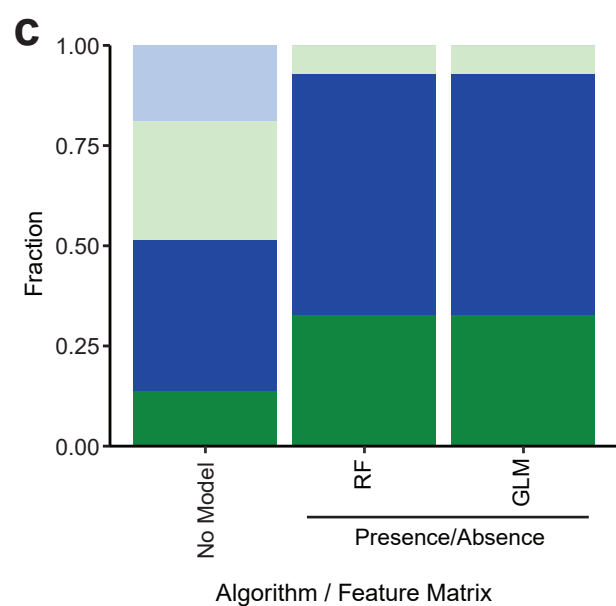 C
1.00
0.75
0.50
0.25
0.00
Fraction
No Model
RF
GLM
Presence/Absence
Algorithm / Feature Matrix